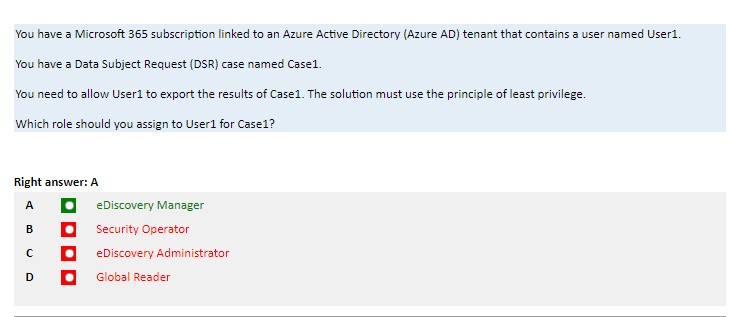 You have a Microsoft 365 subscription linked to an Azure Active Directory (Azure AD) tenant that contains a user named User1.
You have a Data Subject Request (DSR) case named Case1.
You need to allow User1 to export the results of Case1. The solution must use the principle of least privilege.
Which role should you assign to User1 for Case1?
Right answer: A
A eDiscovery Manager
B Security Operator
C eDiscovery Administrator
D Global Reader